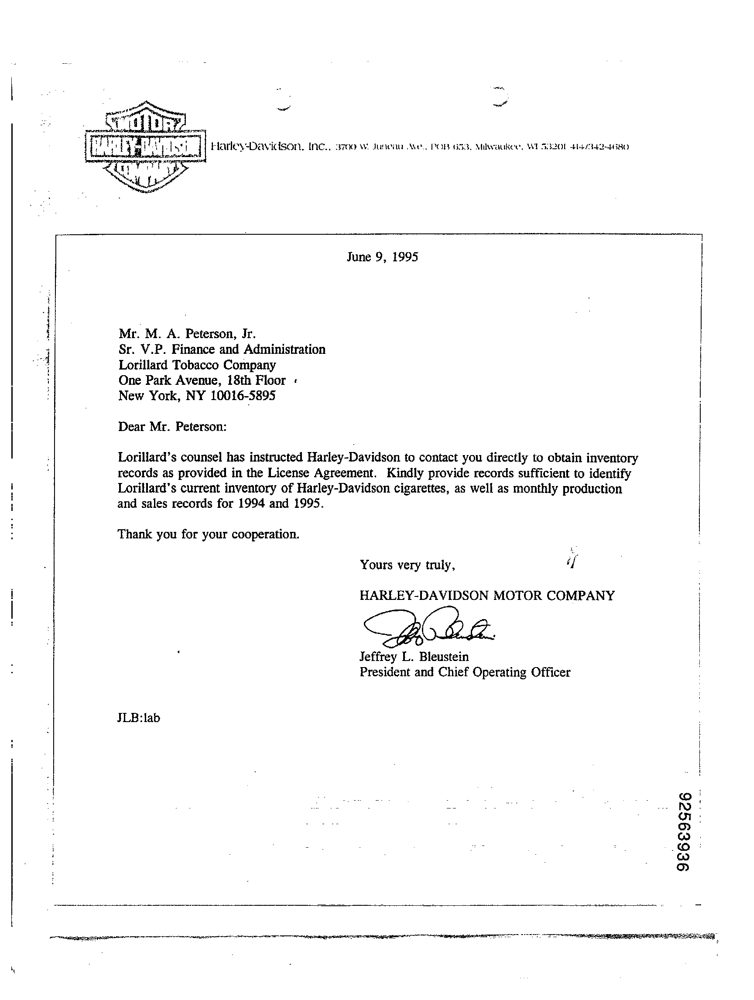 MOTOR
HARLEY-DAVIDSON
COMPANY
Harley-Davidson, Inc., 3700 W. Juneau Ave., POB 653, Milwaukee, WI 53201 414/342-4680
June 9, 1995
Mr. M. A. Peterson, Jr.
Sr. V.P. Finance and Administration
Lorillard Tobacco Company
One Park Avenue, 18th Floor
New York, NY 10016-5895
Dear Mr. Peterson:
Lorillard's counsel has instructed Harley-Davidson to contact you directly to obtain inventory
records as provided in the License Agreement. Kindly provide records sufficient to identify
Lorillard's current inventory of Harley-Davidson cigarettes, as well as monthly production
and sales records for 1994 and 1995.
Thank you for your cooperation.
Yours very truly,
HARLEY-DAVIDSON MOTOR COMPANY
Jeffrey L. Bleustein
President and Chief Operating Officer
JLB:lab
92563936